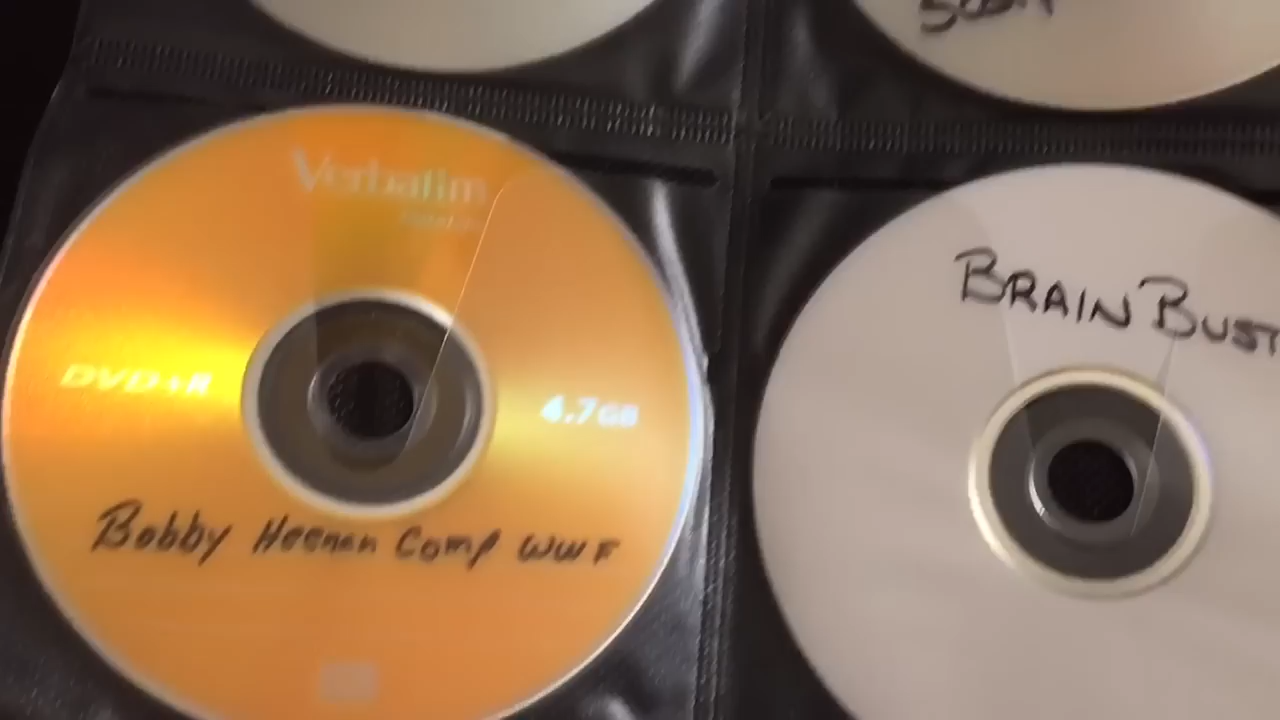 Verbatim
DVD+R
4.7GB
Bobby Heenan Comp WWF
BRAIN BUST